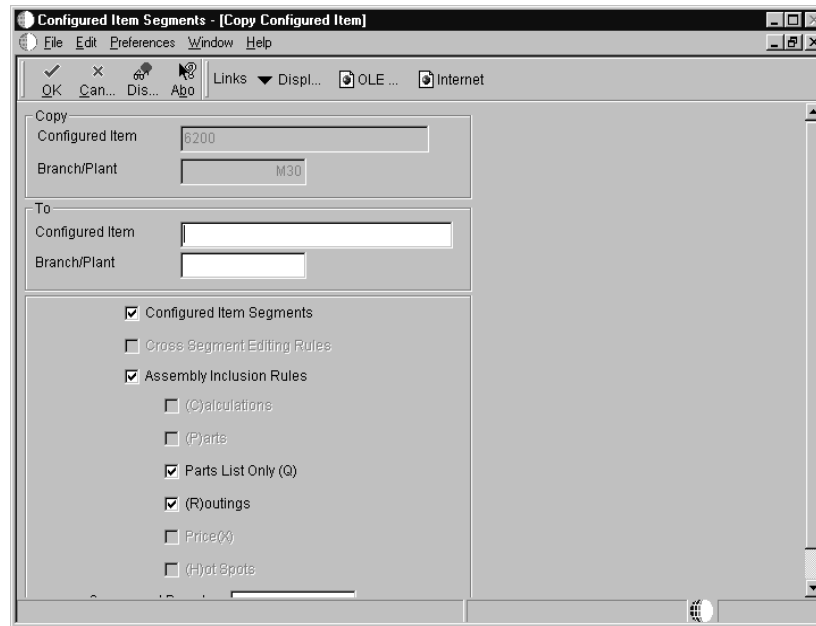 Configured Item Segments - [Copy Configured Item]
File Edit Preferences Window Help
OK Can... Dis... Abo Links Displ... OLE ... Internet
Copy
Configured Item 6200
Branch/Plant M30
To
Configured Item
Branch/Plant
Configured Item Segments
Cross Segment Editing Rules
Assembly Inclusion Rules
(C)alculations
(P)arts
Parts List Only (Q)
(R)outings
Price(X)
(H)ot Spots